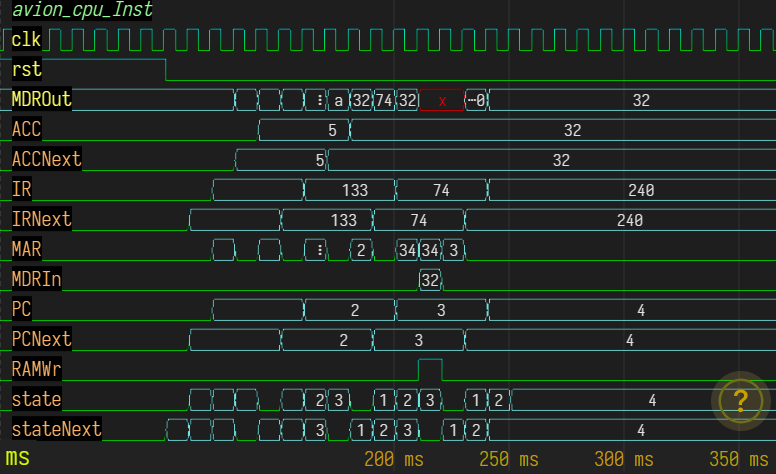 avion_cpu_Inst
clk
rst
MDROut ⋮ a 32 74 32 x ⋯0 32
ACC 5 32
ACCNext 5 32
IR 133 74 240
IRNext 133 74 240
MAR ⋮ 2 34 34 3
MDRIn 32
PC 2 3 4
PCNext 2 3 4
RAMWr
state 2 3 1 2 3 1 2 4
stateNext 3 1 2 3 1 2 4
?
ms 200 ms 250 ms 300 ms 350 ms